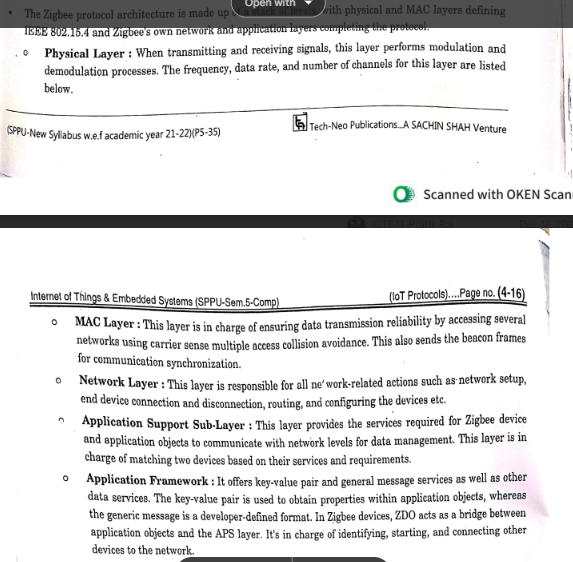 Open with
• The Zigbee protocol architecture is made up of a stack of levels, with physical and MAC layers defining
IEEE 802.15.4 and Zigbee's own network and application layers completing the protocol.
o Physical Layer : When transmitting and receiving signals, this layer performs modulation and
demodulation processes. The frequency, data rate, and number of channels for this layer are listed
below.
(SPPU-New Syllabus w.e.f academic year 21-22)(P5-35)
Tech-Neo Publications...A SACHIN SHAH Venture
Scanned with OKEN Scan
Internet of Things & Embedded Systems (SPPU-Sem.5-Comp)
(IoT Protocols)....Page no. (4-16)
o MAC Layer : This layer is in charge of ensuring data transmission reliability by accessing several
networks using carrier sense multiple access collision avoidance. This also sends the beacon frames
for communication synchronization.
o Network Layer : This layer is responsible for all ne'work-related actions such as network setup,
end device connection and disconnection, routing, and configuring the devices etc.
Application Support Sub-Layer : This layer provides the services required for Zigbee device
and application objects to communicate with network levels for data management. This layer is in
charge of matching two devices based on their services and requirements.
o Application Framework : It offers key-value pair and general message services as well as other
data services. The key-value pair is used to obtain properties within application objects, whereas
the generic message is a developer-defined format. In Zigbee devices, ZDO acts as a bridge between
application objects and the APS layer. It's in charge of identifying, starting, and connecting other
devices to the network.